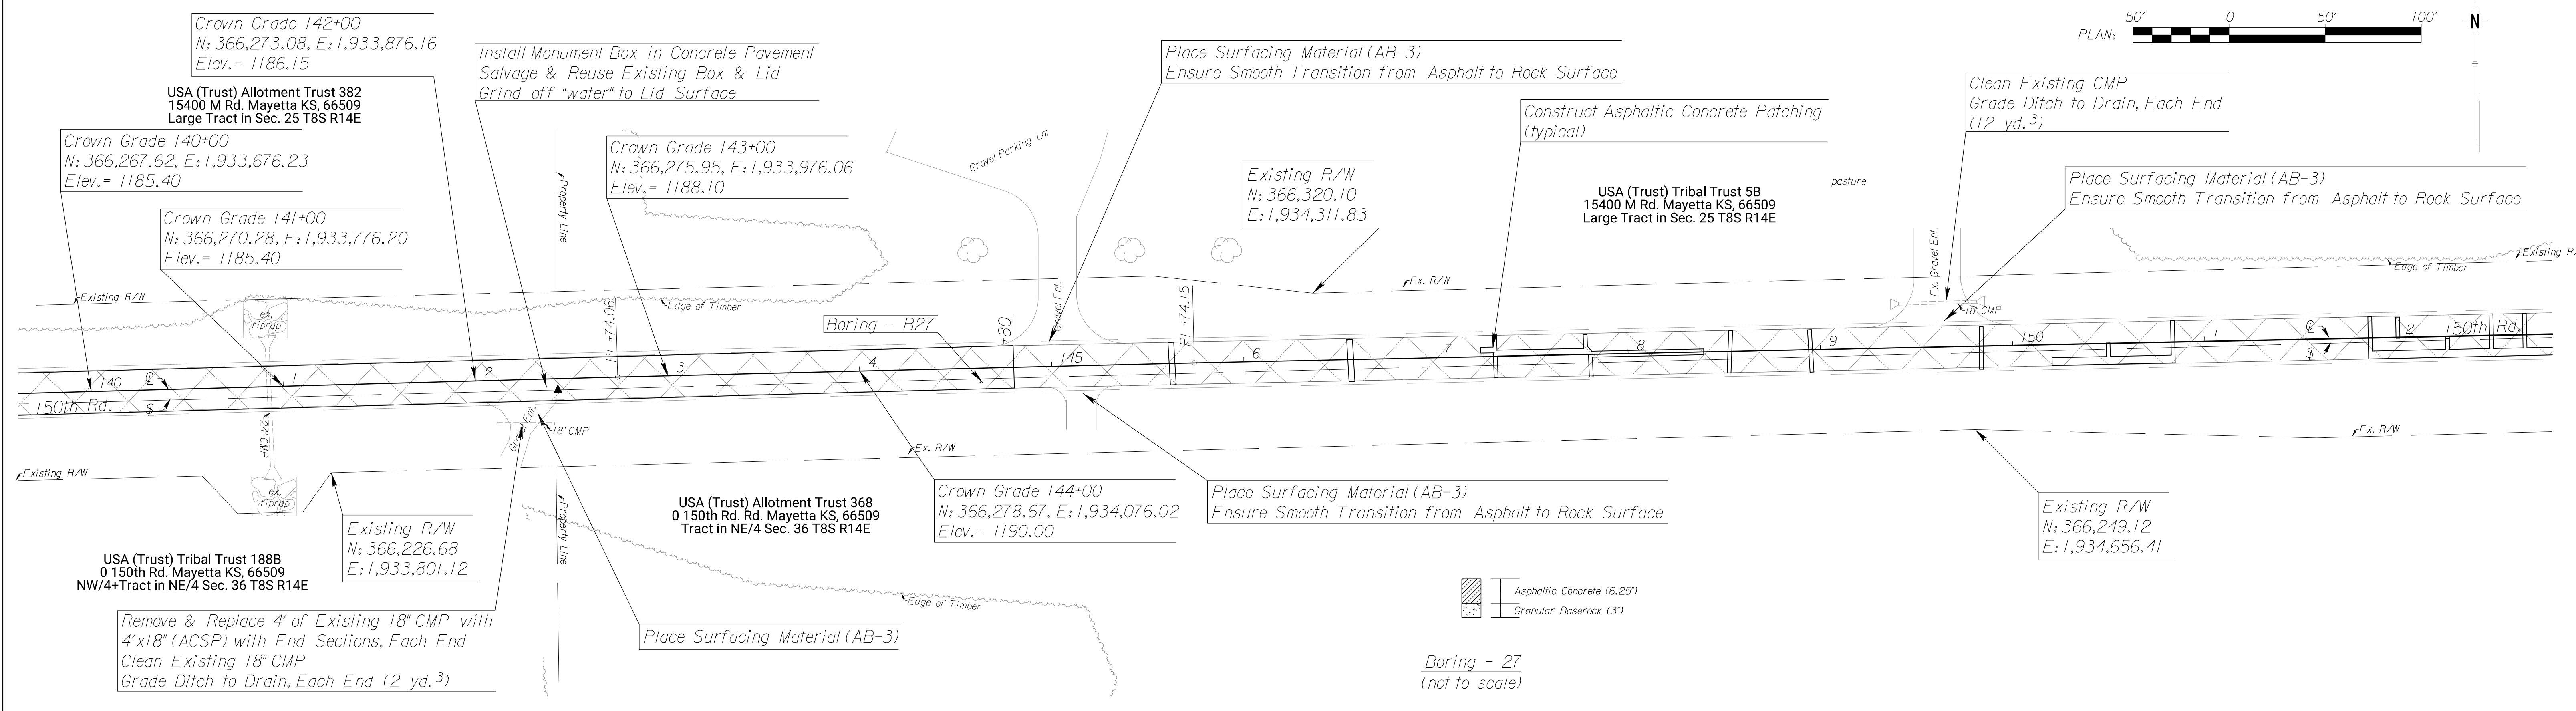 Crown Grade 142+00
N: 366,273.08, E: 1,933,876.16
Elev.= 1186.15
USA (Trust) Allotment Trust 382
15400 M Rd. Mayetta KS, 66509
Large Tract in Sec. 25 T8S R14E
Crown Grade 140+00
N: 366,267.62, E: 1,933,676.23
Elev.= 1185.40
Crown Grade 141+00
N: 366,270.28, E: 1,933,776.20
Elev.= 1185.40
Install Monument Box in Concrete Pavement
Salvage & Reuse Existing Box & Lid
Grind off "water" to Lid Surface
Crown Grade 143+00
N: 366,275.95, E: 1,933,976.06
Elev.= 1188.10
Property Line
Gravel Parking Lot
Place Surfacing Material (AB-3)
Ensure Smooth Transition from Asphalt to Rock Surface
Existing R/W
N: 366,320.10
E: 1,934,311.83
Construct Asphaltic Concrete Patching
(typical)
USA (Trust) Tribal Trust 5B
15400 M Rd. Mayetta KS, 66509
Large Tract in Sec. 25 T8S R14E
pasture
PLAN:
50' 0 50' 100'
N
Clean Existing CMP
Grade Ditch to Drain, Each End
(12 yd.³)
Place Surfacing Material (AB-3)
Ensure Smooth Transition from Asphalt to Rock Surface
Existing R/W
ex.
riprap
Edge of Timber
PI +74.06
Boring - B27
+80
Gravel Ent.
PI +74.15
Ex. R/W
Ex. Gravel Ent.
18" CMP
Edge of Timber
Existing R/
140 1 2 3 4 145 6 7 8 9 150 1 2
150th Rd.
150th Rd.
24" CMP
Gravel Ent.
18" CMP
Ex. R/W
Ex. R/W
Existing R/W
ex.
riprap
Existing R/W
N: 366,226.68
E: 1,933,801.12
USA (Trust) Tribal Trust 188B
0 150th Rd. Mayetta KS, 66509
NW/4+Tract in NE/4 Sec. 36 T8S R14E
Remove & Replace 4' of Existing 18" CMP with
4'x18" (ACSP) with End Sections, Each End
Clean Existing 18" CMP
Grade Ditch to Drain, Each End (2 yd.³)
Property Line
USA (Trust) Allotment Trust 368
0 150th Rd. Rd. Mayetta KS, 66509
Tract in NE/4 Sec. 36 T8S R14E
Edge of Timber
Place Surfacing Material (AB-3)
Crown Grade 144+00
N: 366,278.67, E: 1,934,076.02
Elev.= 1190.00
Place Surfacing Material (AB-3)
Ensure Smooth Transition from Asphalt to Rock Surface
Existing R/W
N: 366,249.12
E: 1,934,656.41
Asphaltic Concrete (6.25")
Granular Baserock (3")
Boring - 27
(not to scale)